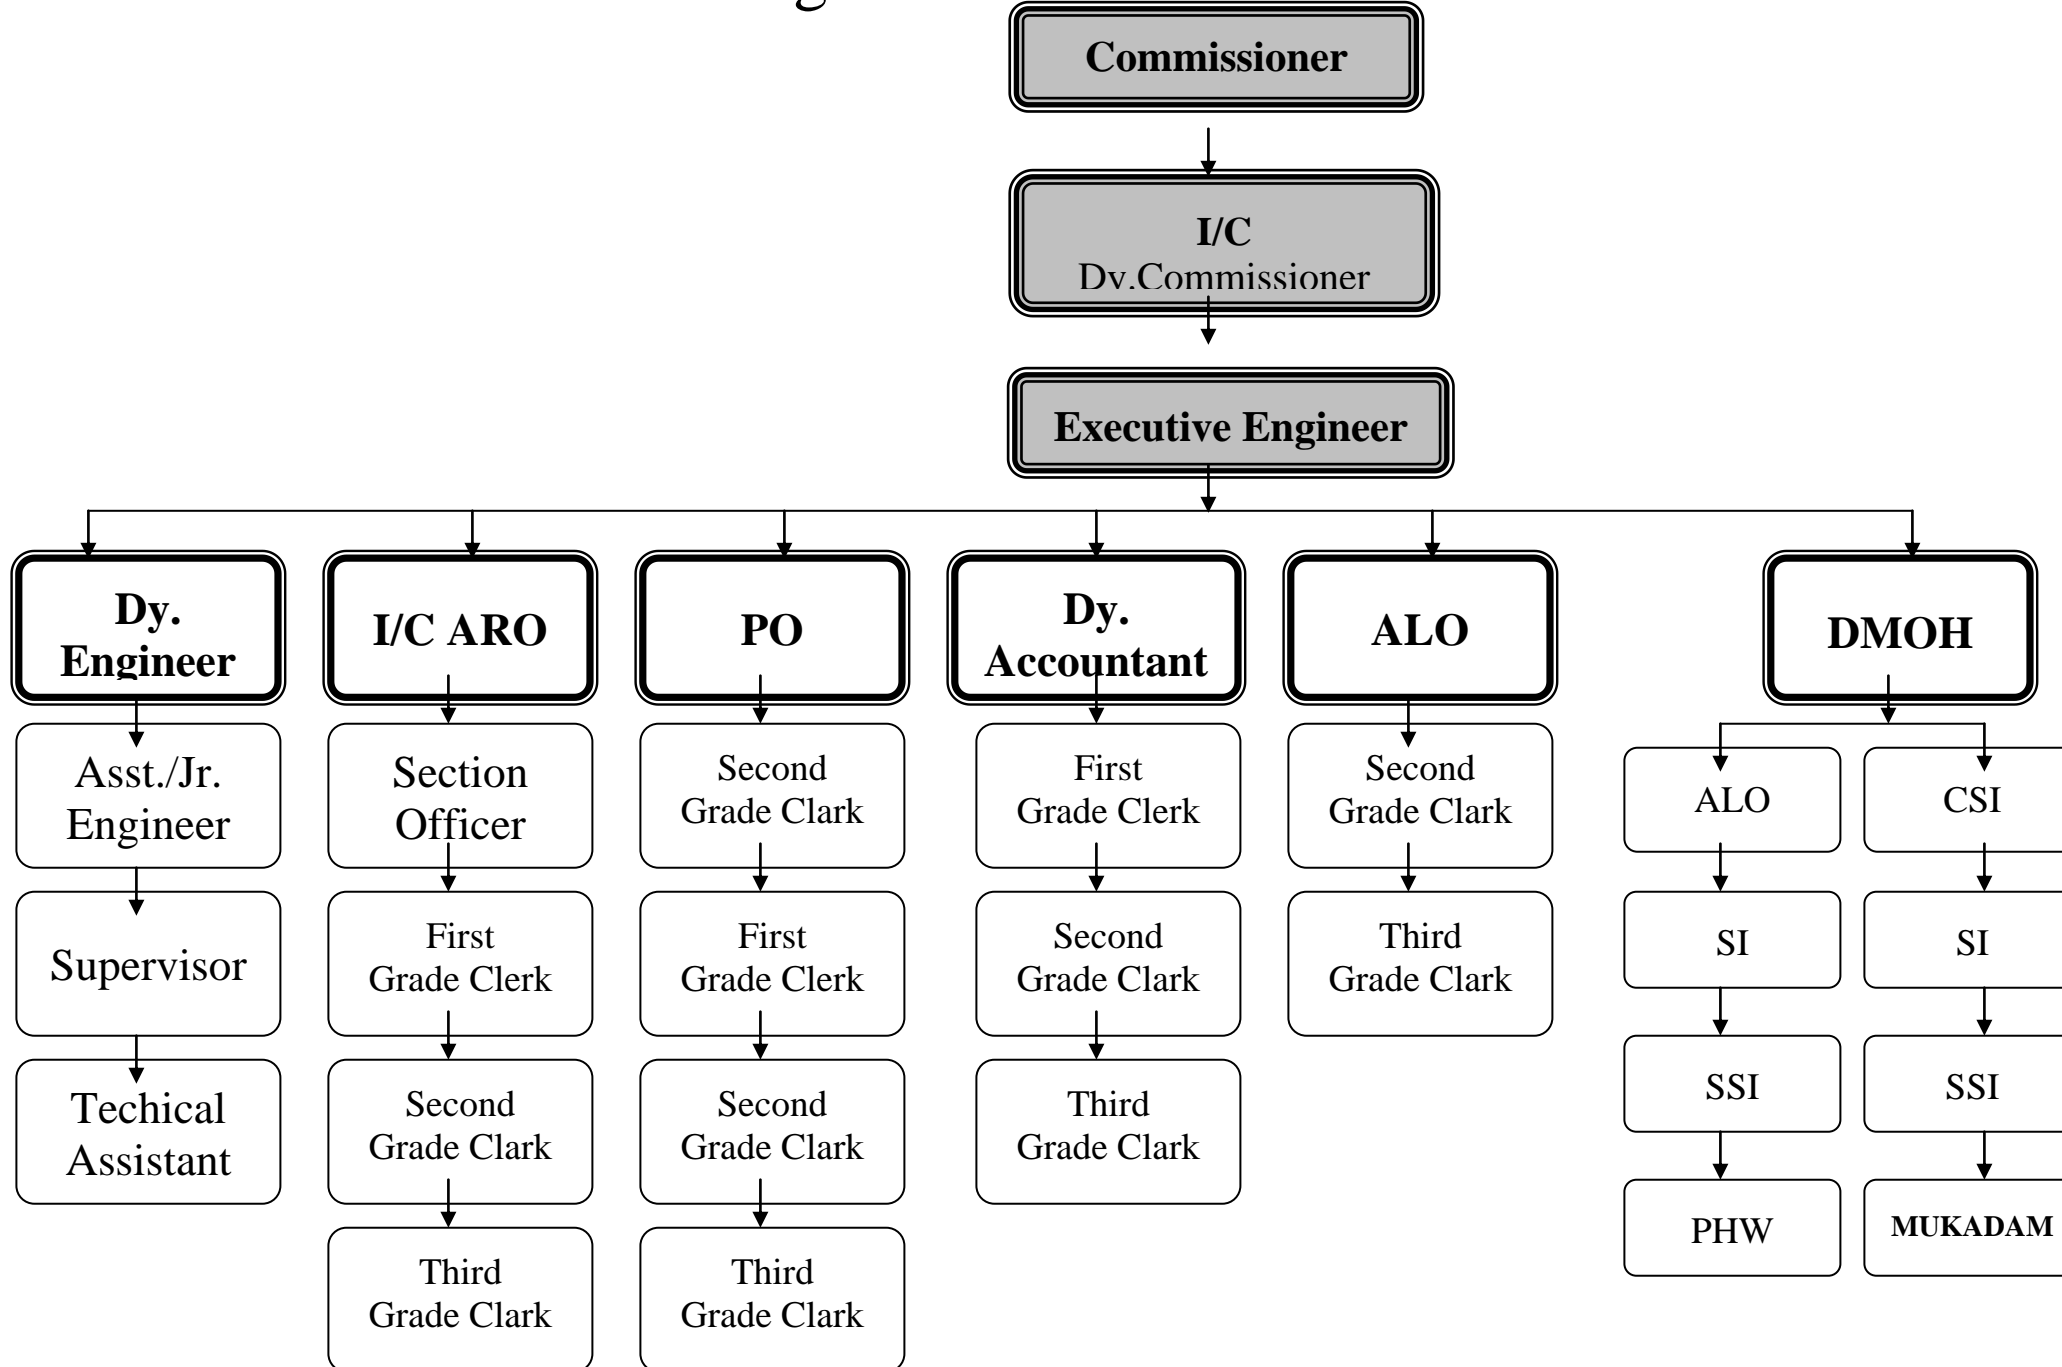 Commissioner
I/C
Dy.Commissioner
Executive Engineer
Dy.
Engineer
I/C ARO
PO
Dy.
Accountant
ALO
DMOH
Asst./Jr.
Engineer
Supervisor
Techical
Assistant
Section
Officer
First
Grade Clerk
Second
Grade Clark
Third
Grade Clark
Second
Grade Clark
First
Grade Clerk
Second
Grade Clark
Third
Grade Clark
First
Grade Clerk
Second
Grade Clark
Third
Grade Clark
Second
Grade Clark
Third
Grade Clark
ALO
SI
SSI
PHW
CSI
SI
SSI
MUKADAM